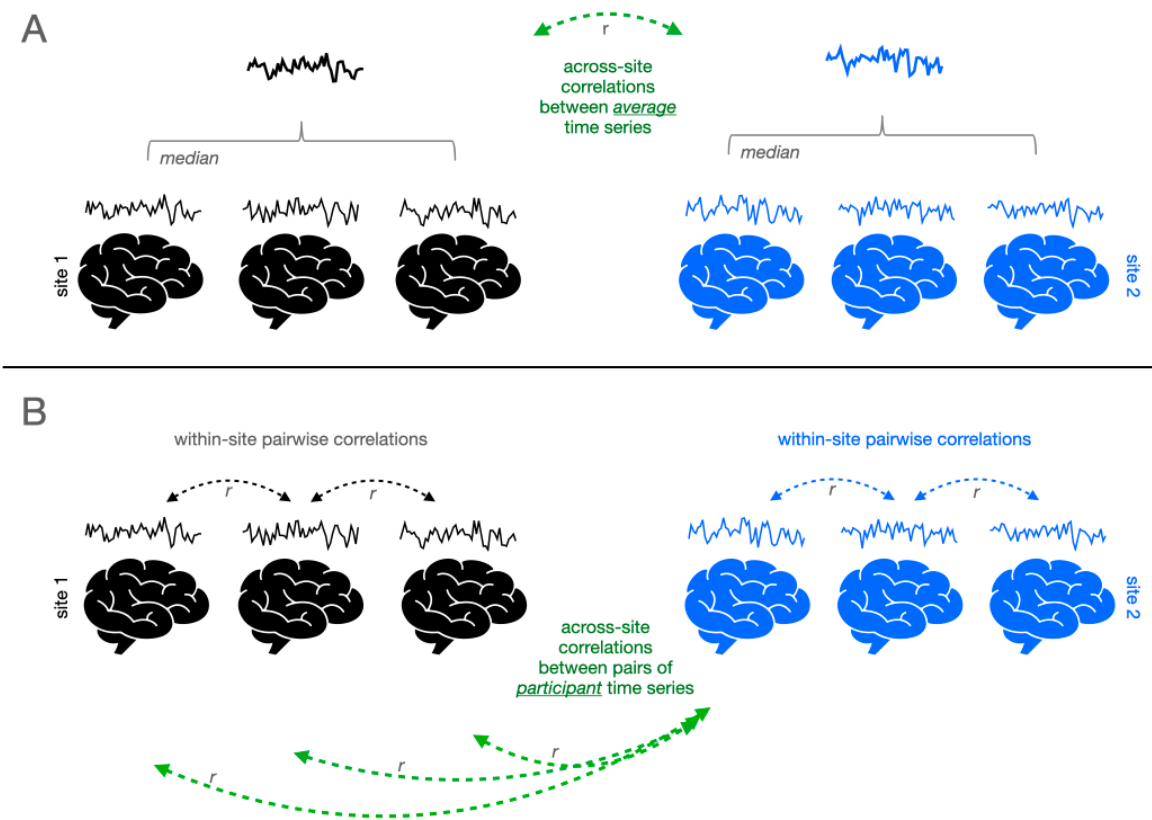 A
r
across-site
correlations
between average
time series
median
median
site 1
site 2
B
within-site pairwise correlations
within-site pairwise correlations
r
r
r
r
site 1
site 2
across-site
correlations
between pairs of
participant time series
r
r
r